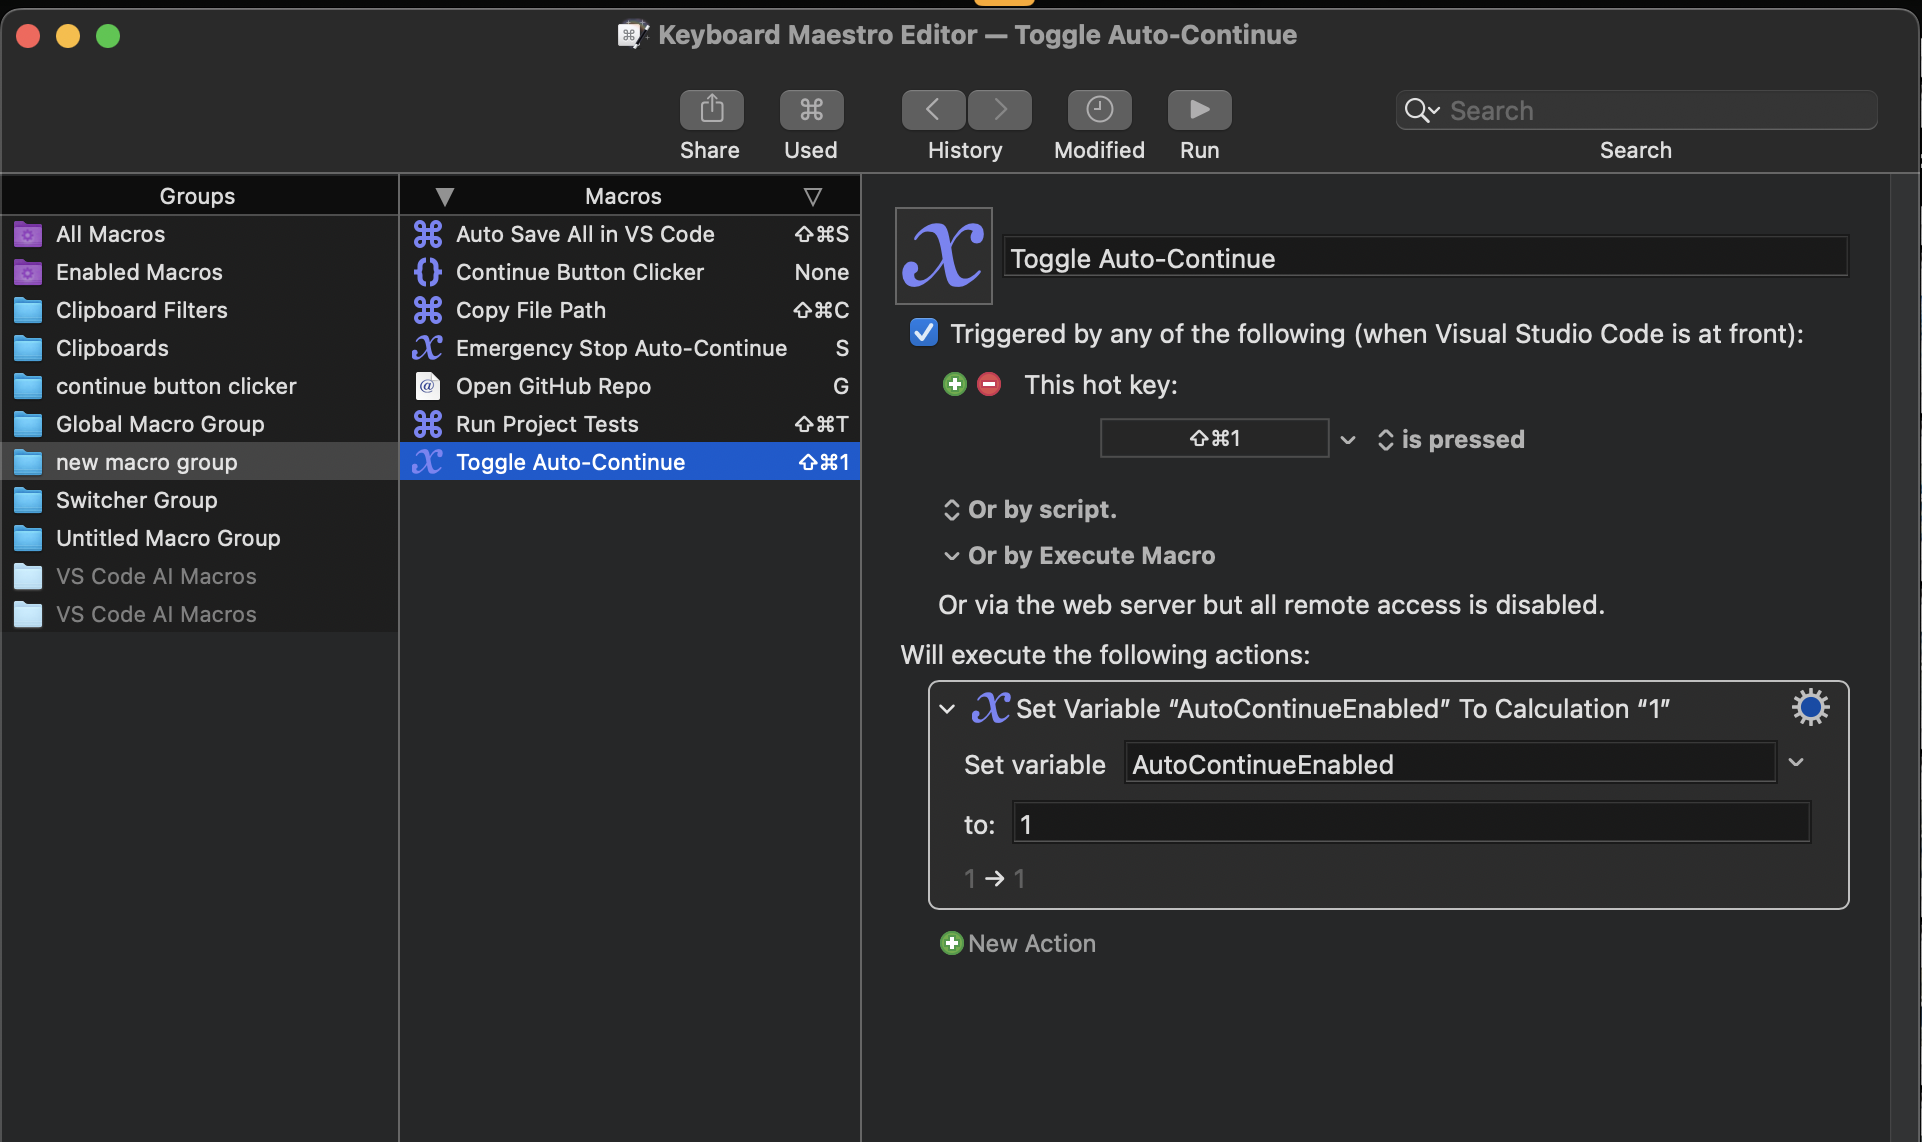 Keyboard Maestro Editor — Toggle Auto-Continue
Share
Used
History
Modified
Run
Search
Search
Groups
All Macros
Enabled Macros
Clipboard Filters
Clipboards
continue button clicker
Global Macro Group
new macro group
Switcher Group
Untitled Macro Group
VS Code AI Macros
VS Code AI Macros
Macros
Auto Save All in VS Code ⇧⌘S
Continue Button Clicker None
Copy File Path ⇧⌘C
Emergency Stop Auto-Continue S
Open GitHub Repo G
Run Project Tests ⇧⌘T
Toggle Auto-Continue ⇧⌘1
Toggle Auto-Continue
Triggered by any of the following (when Visual Studio Code is at front):
This hot key:
⇧⌘1 is pressed
Or by script.
Or by Execute Macro
Or via the web server but all remote access is disabled.
Will execute the following actions:
Set Variable “AutoContinueEnabled” To Calculation “1”
Set variable AutoContinueEnabled
to: 1
1 → 1
New Action